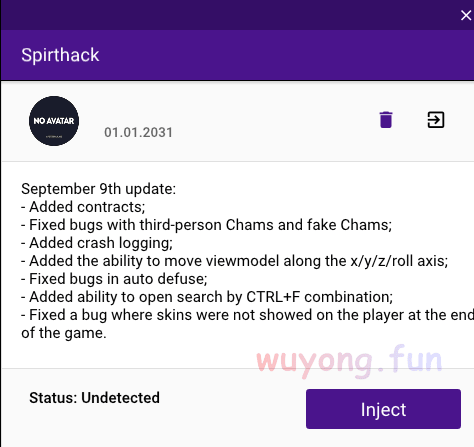 Spirthack
NO AVATAR
01.01.2031
September 9th update:
- Added contracts;
- Fixed bugs with third-person Chams and fake Chams;
- Added crash logging;
- Added the ability to move viewmodel along the x/y/z/roll axis;
- Fixed bugs in auto defuse;
- Added ability to open search by CTRL+F combination;
- Fixed a bug where skins were not showed on the player at the end
of the game.
wuyong.fun
Status: Undetected
Inject